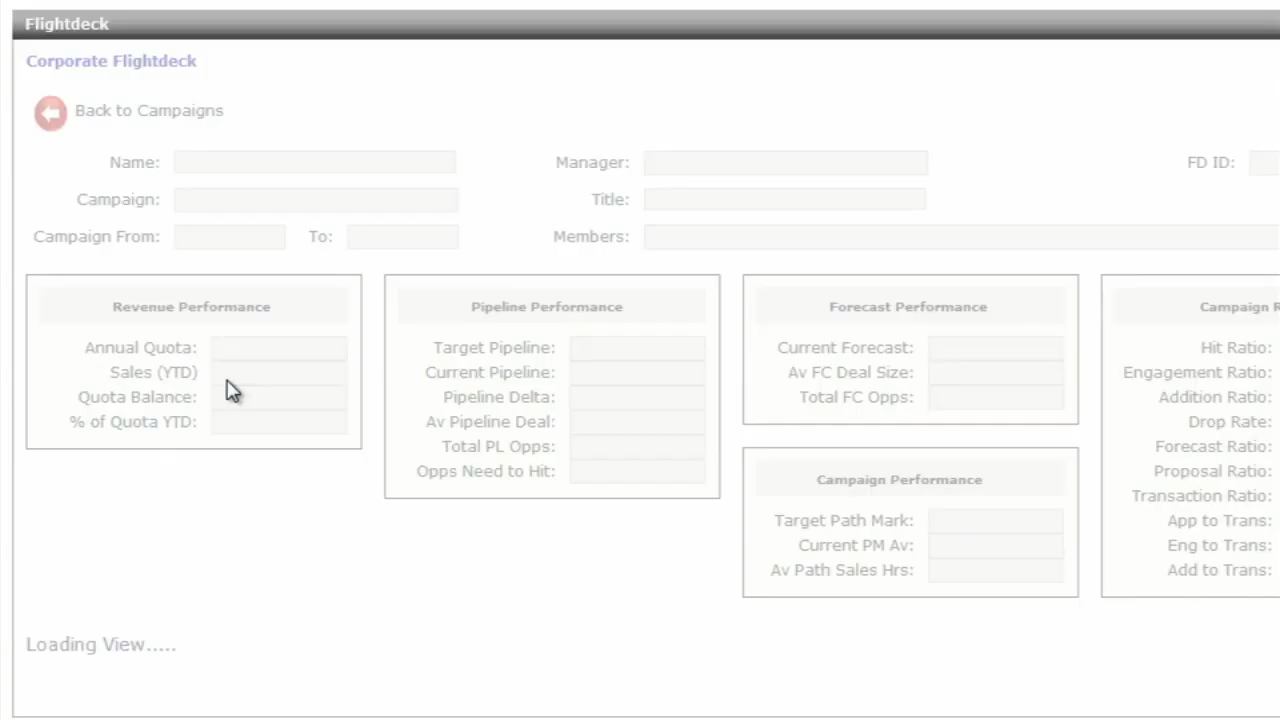 Flightdeck
Corporate Flightdeck
Back to Campaigns
Name: Manager: FD ID:
Campaign: Title:
Campaign From: To: Members:
Revenue Performance
Annual Quota:
Sales (YTD)
Quota Balance:
% of Quota YTD:
Pipeline Performance
Target Pipeline:
Current Pipeline:
Pipeline Delta:
Av Pipeline Deal:
Total PL Opps:
Opps Need to Hit:
Forecast Performance
Current Forecast:
Av FC Deal Size:
Total FC Opps:
Campaign Performance
Target Path Mark:
Current PM Av:
Av Path Sales Hrs:
Campaign R
Hit Ratio:
Engagement Ratio:
Addition Ratio:
Drop Rate:
Forecast Ratio:
Proposal Ratio:
Transaction Ratio:
App to Trans:
Eng to Trans:
Add to Trans:
Loading View.....